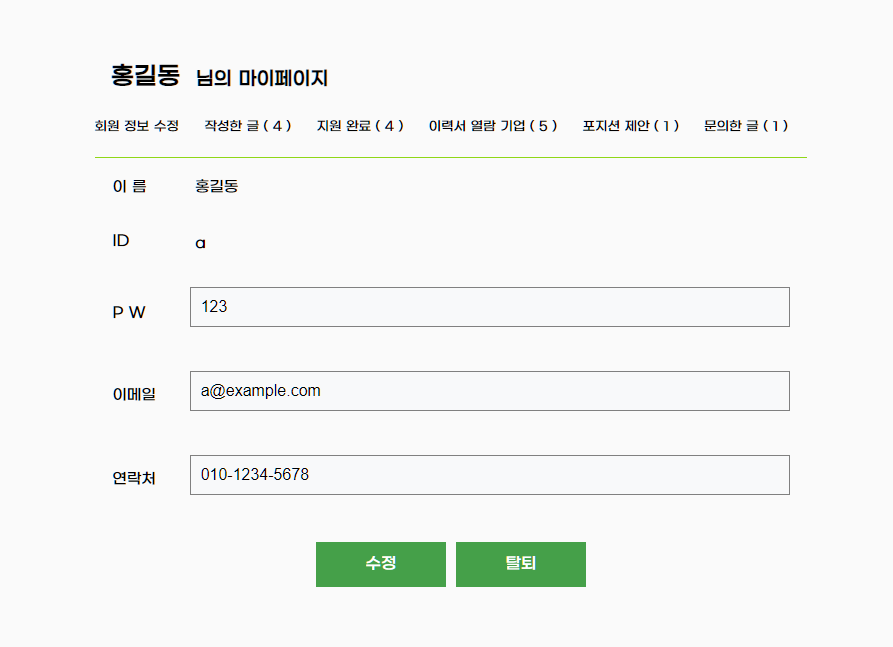 홍길동 님의 마이페이지
회원 정보 수정 작성한 글 ( 4 ) 지원 완료 ( 4 ) 이력서 열람 기업 ( 5 ) 포지션 제안 ( 1 ) 문의한 글 ( 1 )
이 름 홍길동
ID a
P W 123
이메일 a@example.com
연락처 010-1234-5678
수정 탈퇴